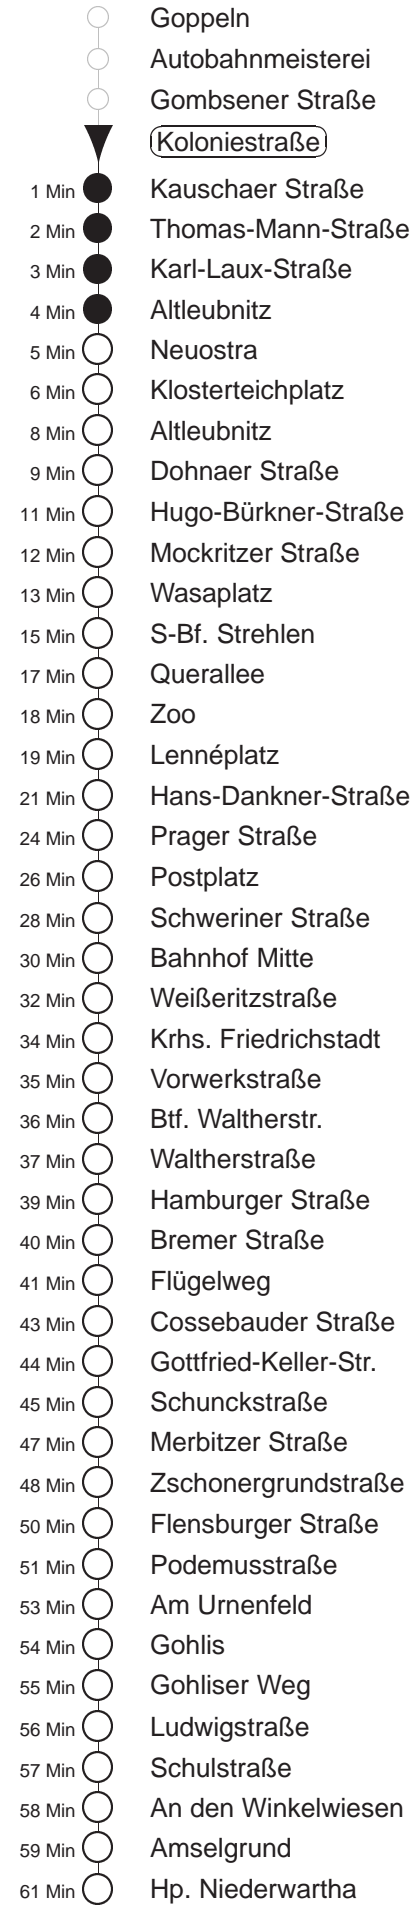 Goppeln
Autobahnmeisterei
Gombsener Straße
Koloniestraße
1 Min Kauschaer Straße
2 Min Thomas-Mann-Straße
3 Min Karl-Laux-Straße
4 Min Altleubnitz
5 Min Neuostra
6 Min Klosterteichplatz
8 Min Altleubnitz
9 Min Dohnaer Straße
11 Min Hugo-Bürkner-Straße
12 Min Mockritzer Straße
13 Min Wasaplatz
15 Min S-Bf. Strehlen
17 Min Querallee
18 Min Zoo
19 Min Lennéplatz
21 Min Hans-Dankner-Straße
24 Min Prager Straße
26 Min Postplatz
28 Min Schweriner Straße
30 Min Bahnhof Mitte
32 Min Weißeritzstraße
34 Min Krhs. Friedrichstadt
35 Min Vorwerkstraße
36 Min Btf. Waltherstr.
37 Min Waltherstraße
39 Min Hamburger Straße
40 Min Bremer Straße
41 Min Flügelweg
43 Min Cossebauder Straße
44 Min Gottfried-Keller-Str.
45 Min Schunckstraße
47 Min Merbitzer Straße
48 Min Zschonergrundstraße
50 Min Flensburger Straße
51 Min Podemusstraße
53 Min Am Urnenfeld
54 Min Gohlis
55 Min Gohliser Weg
56 Min Ludwigstraße
57 Min Schulstraße
58 Min An den Winkelwiesen
59 Min Amselgrund
61 Min Hp. Niederwartha